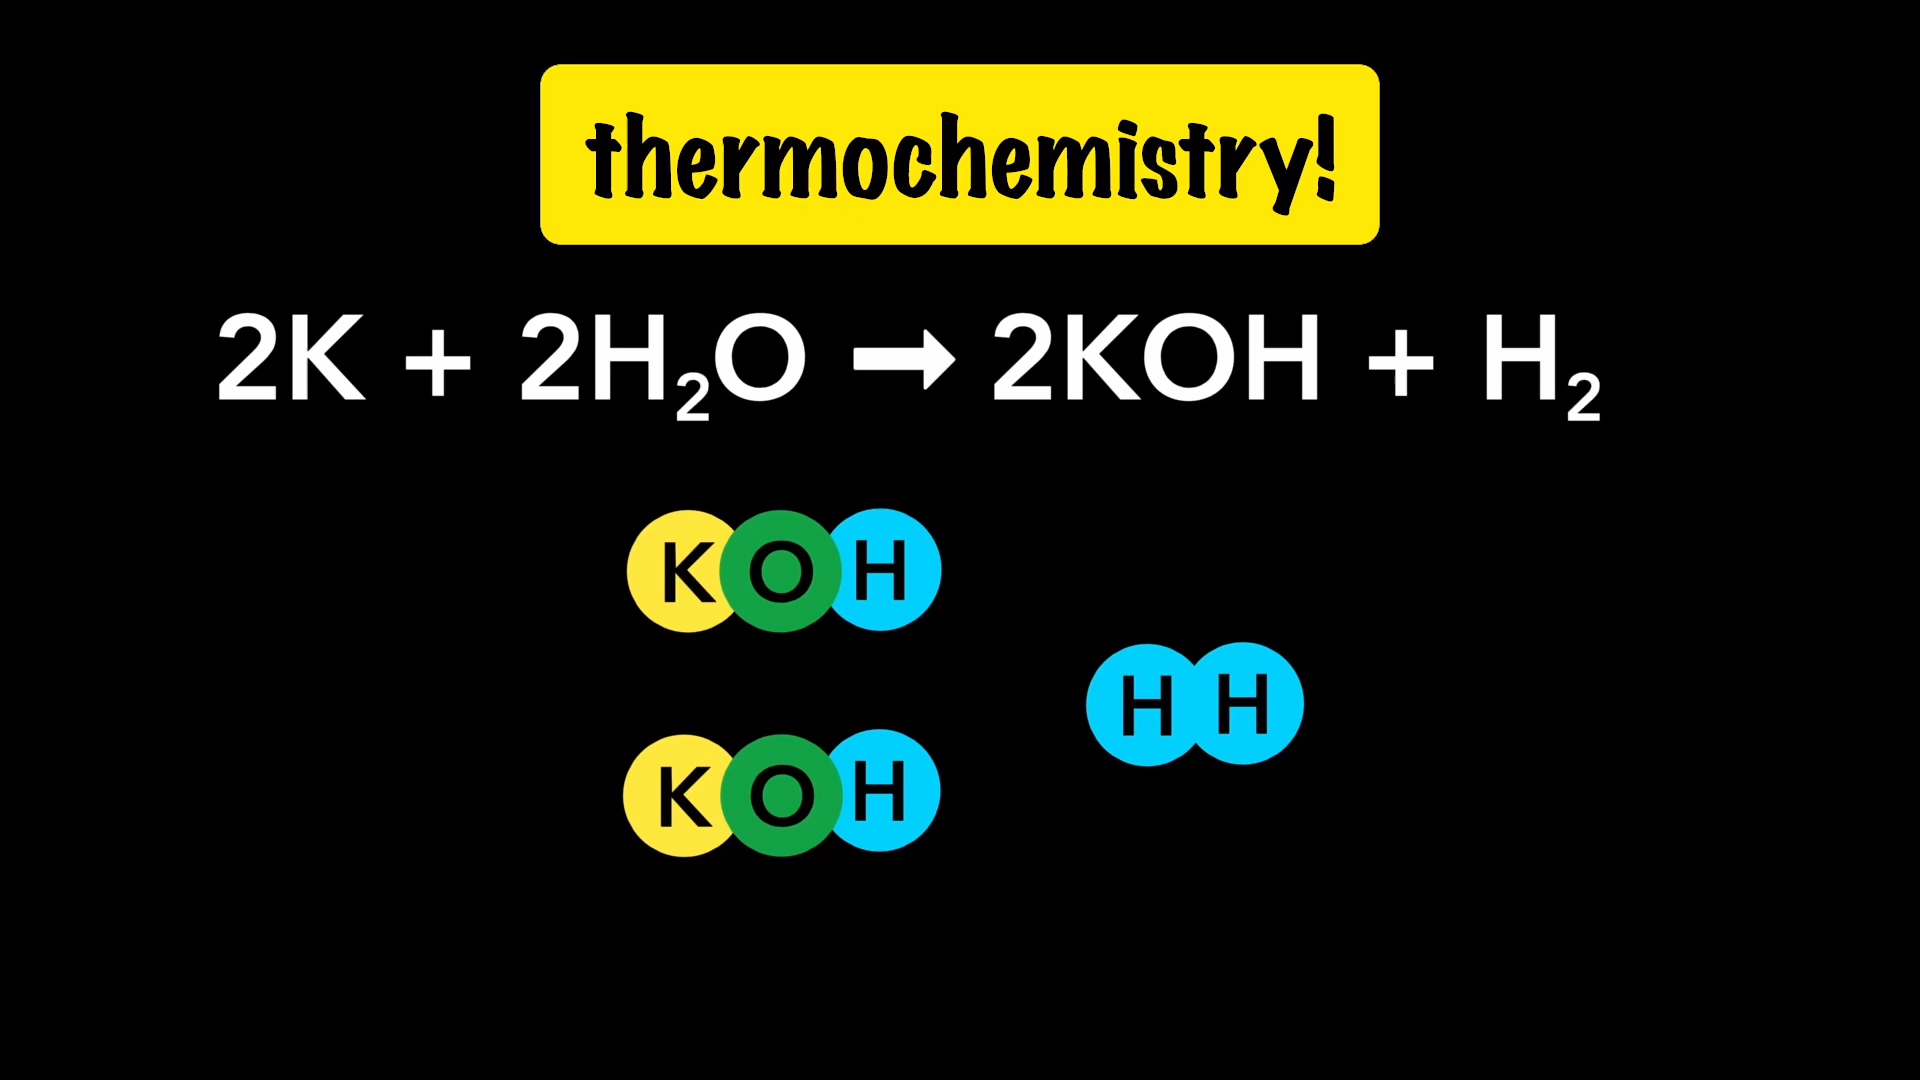 thermochemistry!
2K + 2H₂O → 2KOH + H₂
KOH
HH
KOH